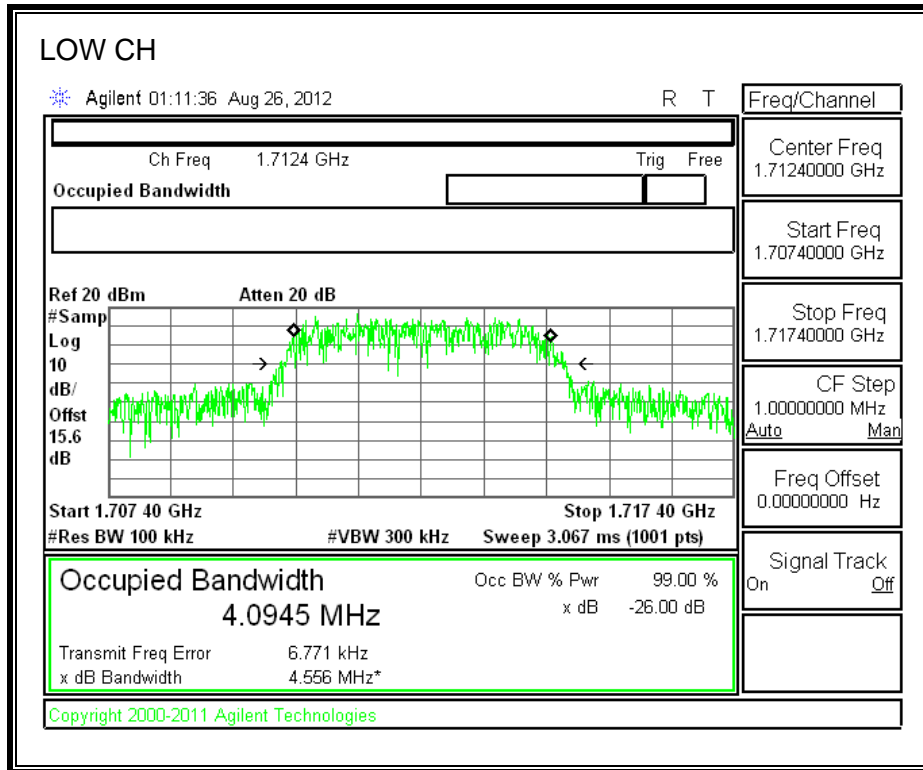 LOW CH
Agilent 01:11:36 Aug 26, 2012 R T
Ch Freq 1.7124 GHz Trig Free
Occupied Bandwidth
Ref 20 dBm Atten 20 dB
#Samp
Log
10
dB/
Offst
15.6
dB
Start 1.707 40 GHz Stop 1.717 40 GHz
#Res BW 100 kHz #VBW 300 kHz Sweep 3.067 ms (1001 pts)
Occupied Bandwidth Occ BW % Pwr 99.00 %
4.0945 MHz x dB -26.00 dB
Transmit Freq Error 6.771 kHz
x dB Bandwidth 4.556 MHz*
Copyright 2000-2011 Agilent Technologies
Freq/Channel
Center Freq
1.71240000 GHz
Start Freq
1.70740000 GHz
Stop Freq
1.71740000 GHz
CF Step
1.00000000 MHz
Auto Man
Freq Offset
0.00000000 Hz
Signal Track
On Off